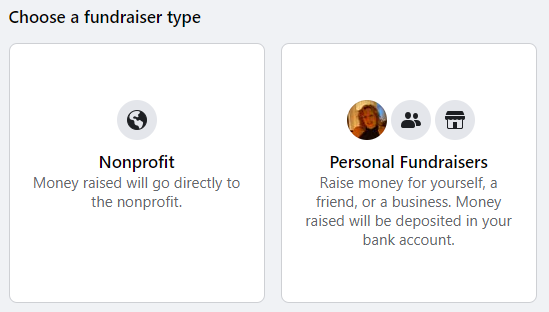 Choose a fundraiser type
Nonprofit
Money raised will go directly to
the nonprofit.
Personal Fundraisers
Raise money for yourself, a
friend, or a business. Money
raised will be deposited in your
bank account.